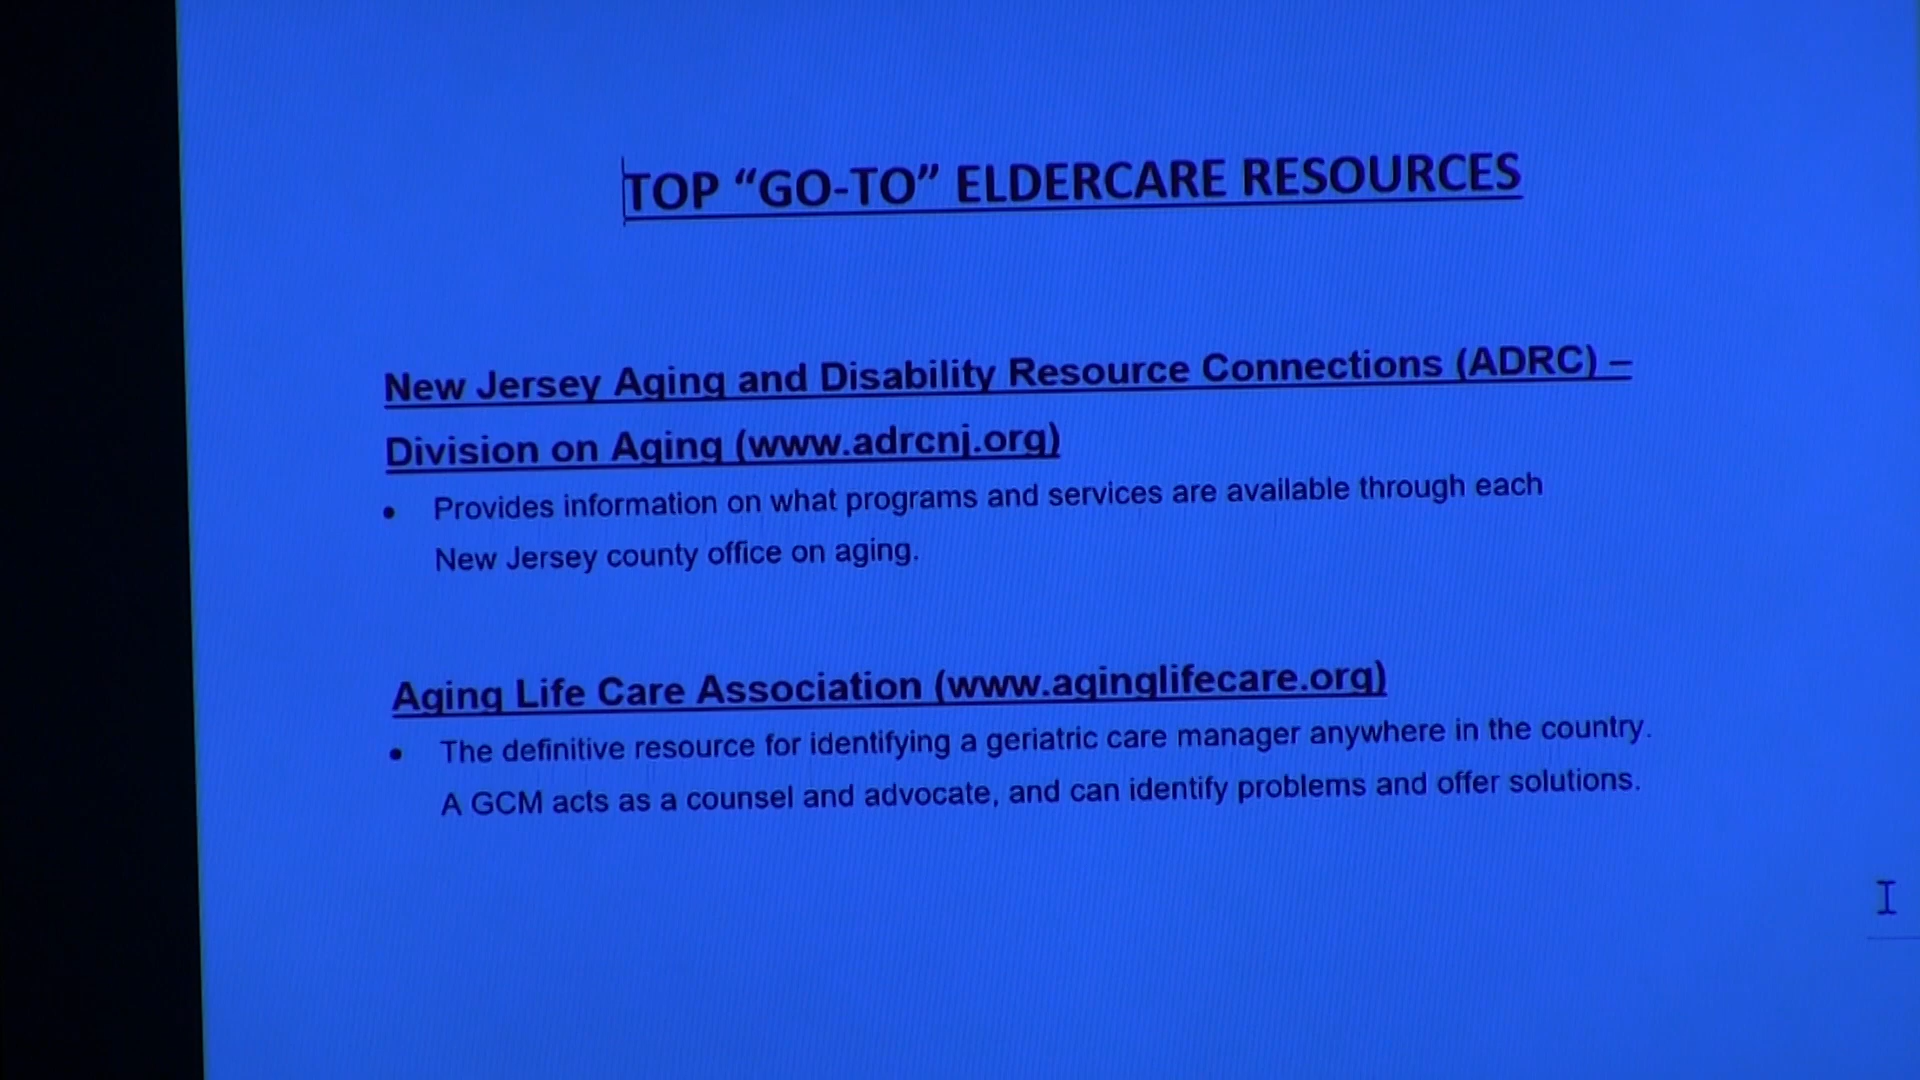 TOP “GO-TO” ELDERCARE RESOURCES
New Jersey Aging and Disability Resource Connections (ADRC) –
Division on Aging (www.adrcnj.org)
• Provides information on what programs and services are available through each
New Jersey county office on aging.
Aging Life Care Association (www.aginglifecare.org)
• The definitive resource for identifying a geriatric care manager anywhere in the country.
A GCM acts as a counsel and advocate, and can identify problems and offer solutions.